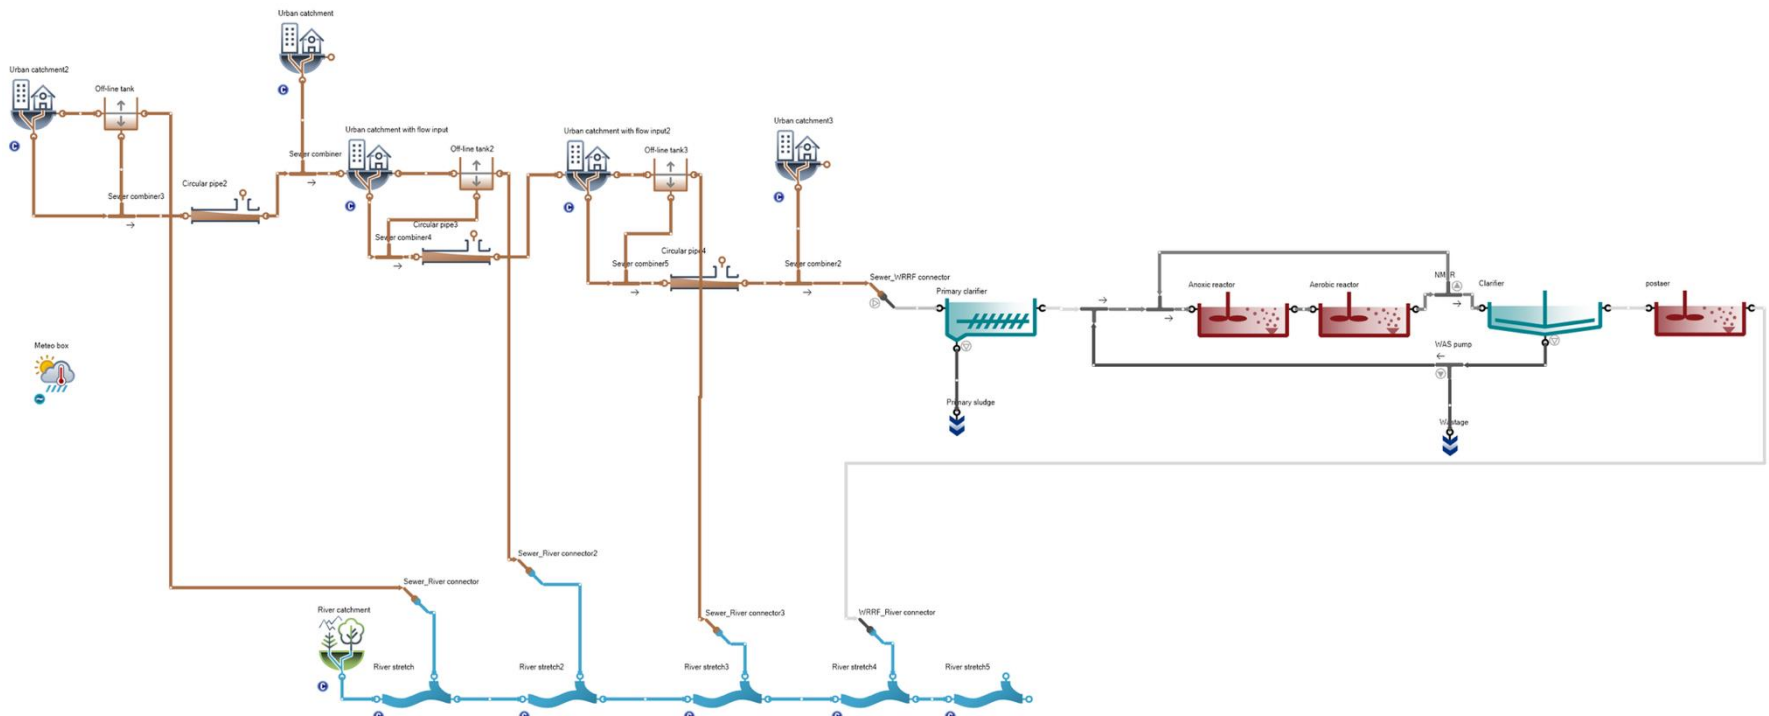 Urban catchment
Urban catchment2
Off-line tank
Urban catchment3
Urban catchment with flow input
Urban catchment with flow input2
Off-line tank2
Off-line tank3
Sewer combiner
Circular pipe2
Sewer combiner3
Circular pipe3
Sewer combiner4
Circular pipe4
Sewer combiner5
Sewer combiner2
Sewer_WRRF connector
Primary clarifier
Anoxic reactor
Aerobic reactor
Clarifier
postaer
WAS pump
Meteo box
Primary sludge
Wastage
Sewer_River connector2
Sewer_River connector
River catchment
Sewer_River connector3
WRRF_River connector
River stretch
River stretch2
River stretch3
River stretch4
River stretch5
C
C
C
C
C
C